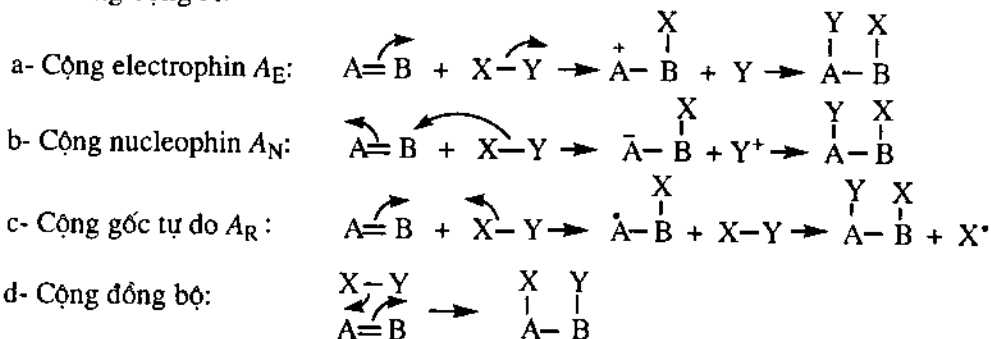 a- Cộng electrophin A_E: A=B + X–Y → A⁺–B(X) + Y → A(Y)–B(X)
b- Cộng nucleophin A_N: A=B + X–Y → A⁻–B(X) + Y⁺ → A(Y)–B(X)
c- Cộng gốc tự do A_R : A=B + X–Y → A•–B(X) + X–Y → A(Y)–B(X) + X•
d- Cộng đồng bộ: X–Y A=B → A(X)–B(Y)